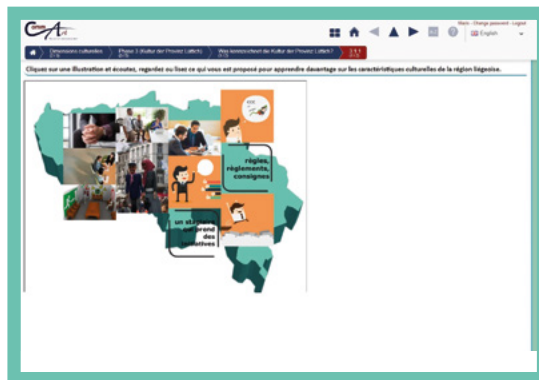 Change password - Logout
English
Dimensions culturelles
Phase 3 (Kultur der Provinz Lüttich)
Was kennzeichnet die Kultur der Provinz Lüttich?
Cliquez sur une illustration et écoutez, regardez ou lisez ce qui vous est proposé pour apprendre davantage sur les caractéristiques culturelles de la région liégeoise.
règles,
règlements,
consignes
un stagiaire
qui prend
des
initiatives